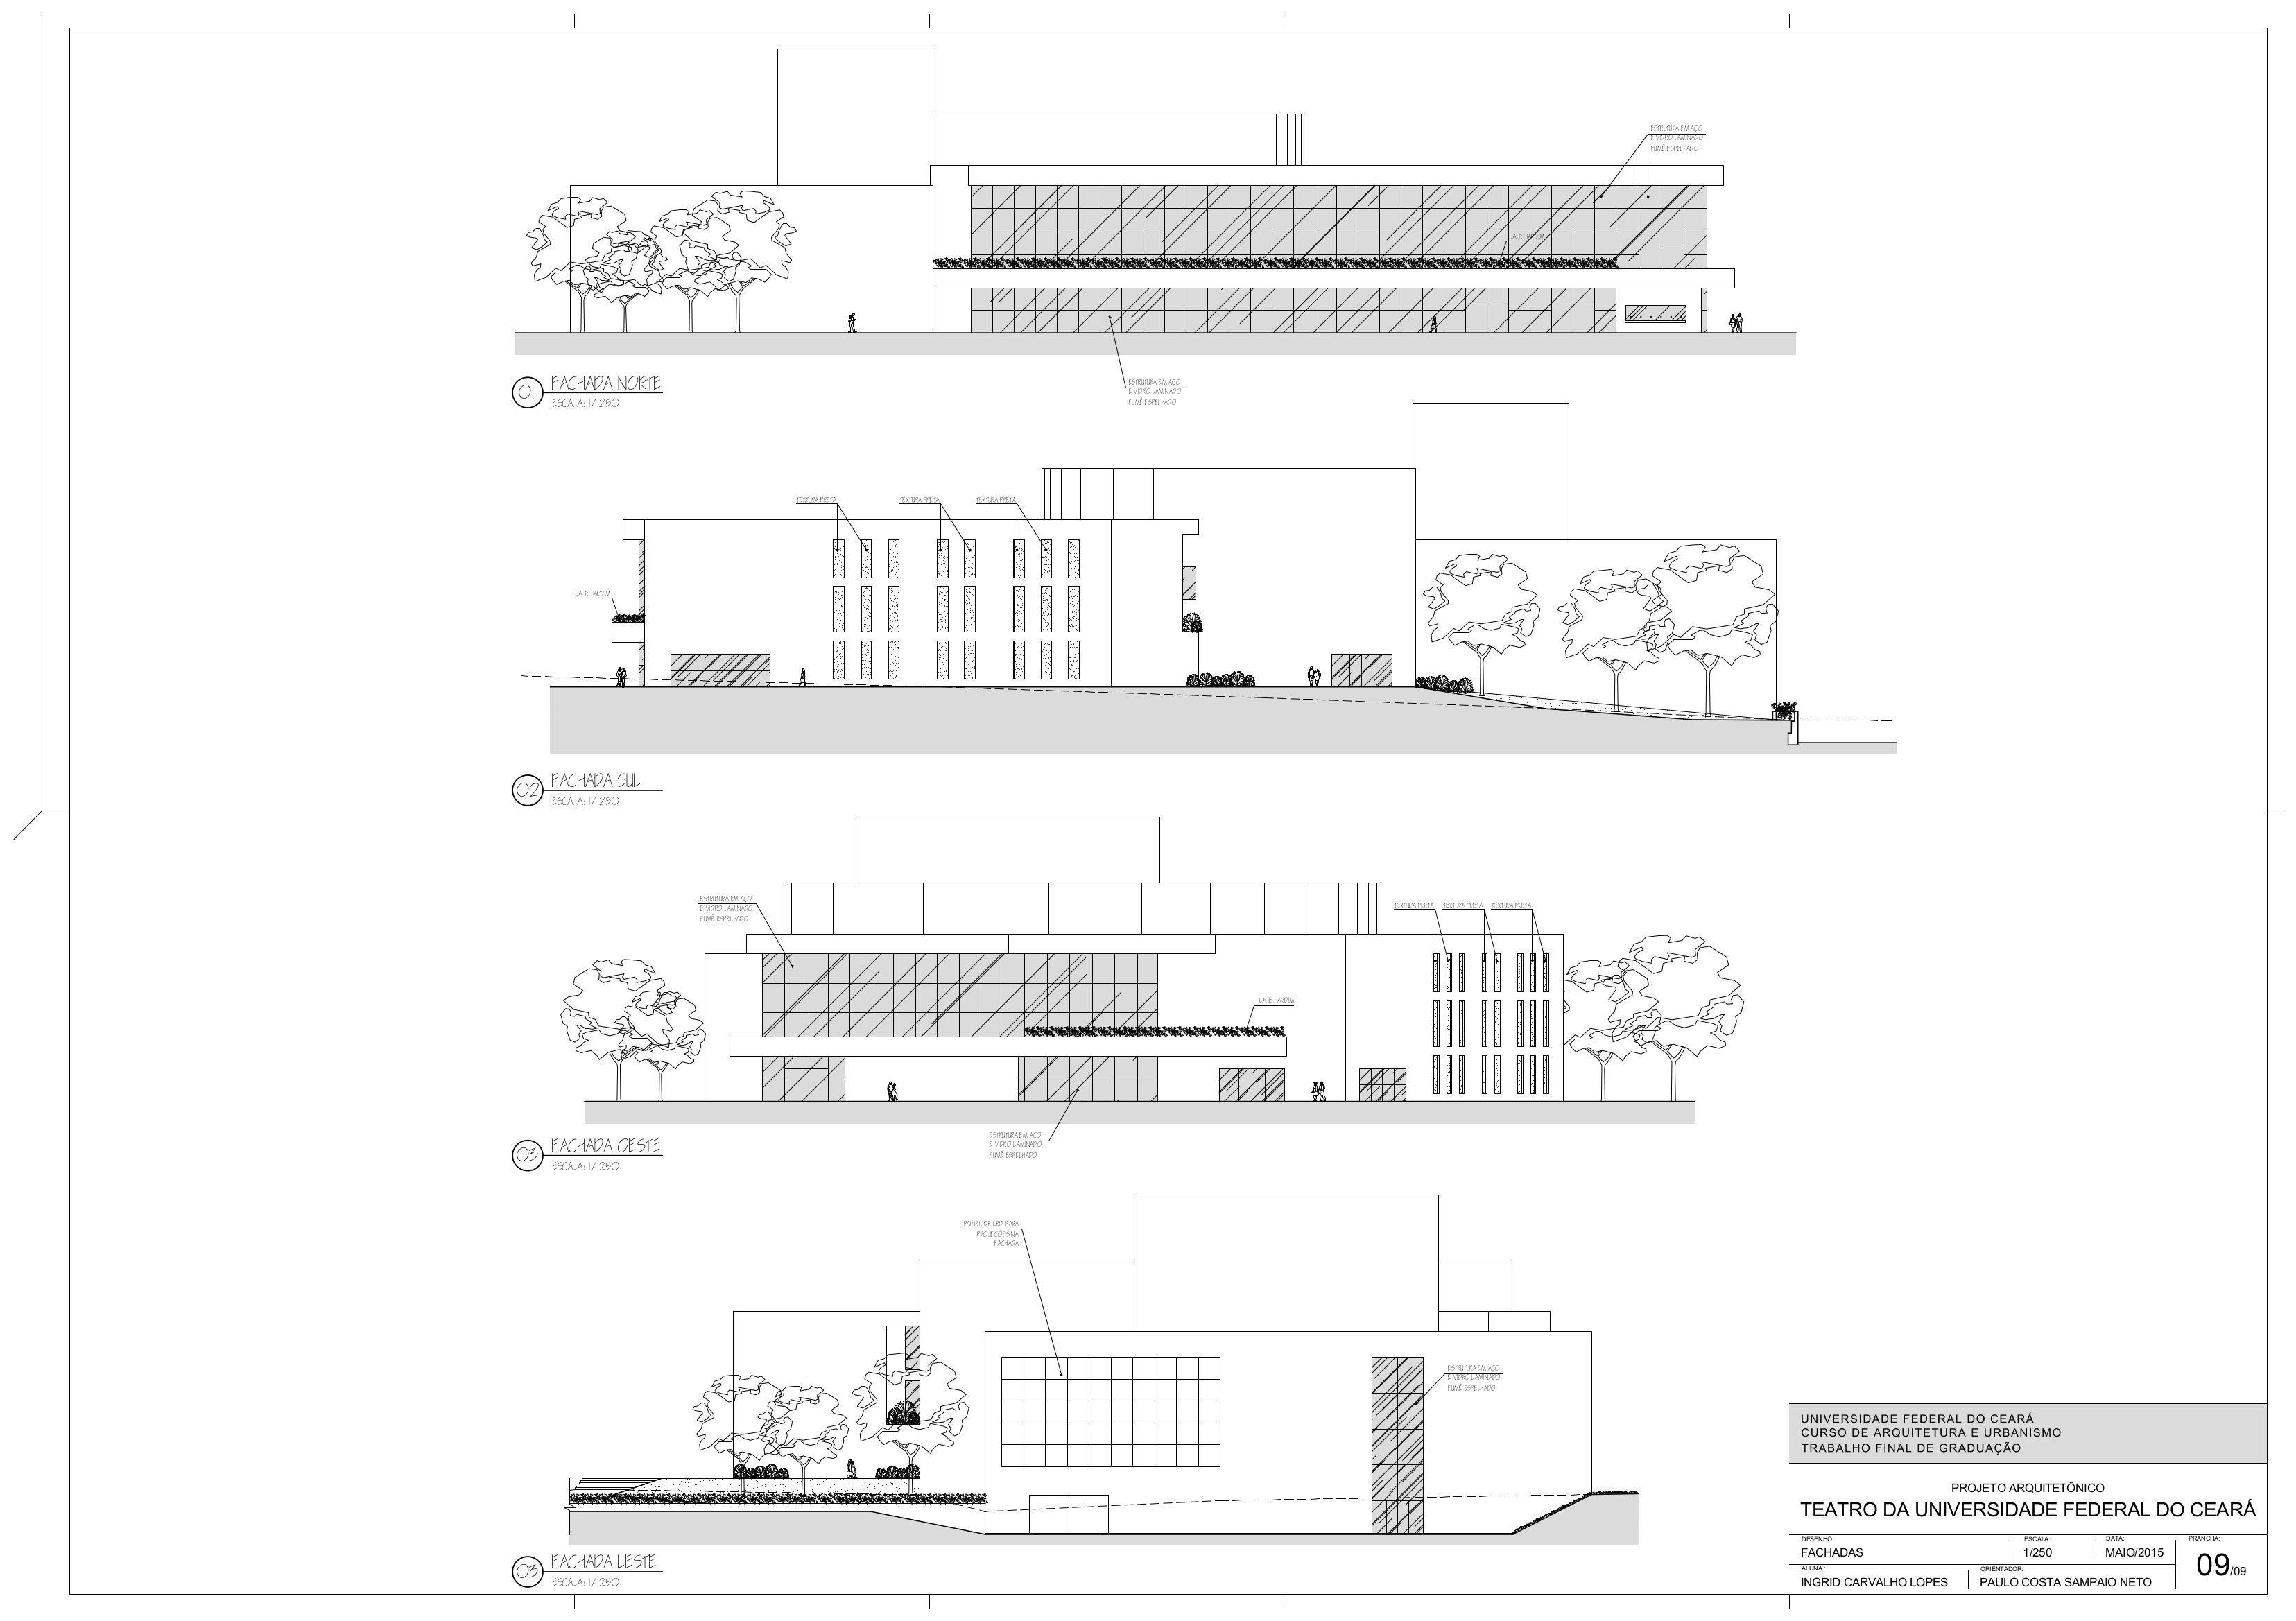 ESTRUTURA EM AÇO
E VIDRO LAMINADO
FUMÊ ESPELHADO
LAJE JARDIM
ESTRUTURA EM AÇO
E VIDRO LAMINADO
FUMÊ ESPELHADO
01
FACHADA NORTE
ESCALA: 1/ 250
TEXTURA PRETA
TEXTURA PRETA
TEXTURA PRETA
LAJE JARDIM
02
FACHADA SUL
ESCALA: 1/ 250
ESTRUTURA EM AÇO
E VIDRO LAMINADO
FUMÊ ESPELHADO
TEXTURA PRETA
TEXTURA PRETA
TEXTURA PRETA
LAJE JARDIM
ESTRUTURA EM AÇO
E VIDRO LAMINADO
FUMÊ ESPELHADO
03
FACHADA OESTE
ESCALA: 1/ 250
PAINEL DE LED PARA
PROJEÇÕES NA
FACHADA
ESTRUTURA EM AÇO
E VIDRO LAMINADO
FUMÊ ESPELHADO
03
FACHADA LESTE
ESCALA: 1/ 250
UNIVERSIDADE FEDERAL DO CEARÁ
CURSO DE ARQUITETURA E URBANISMO
TRABALHO FINAL DE GRADUAÇÃO
PROJETO ARQUITETÔNICO
TEATRO DA UNIVERSIDADE FEDERAL DO CEARÁ
DESENHO:
FACHADAS
ESCALA:
1/250
DATA:
MAIO/2015
PRANCHA:
09/09
ALUNA :
INGRID CARVALHO LOPES
ORIENTADOR:
PAULO COSTA SAMPAIO NETO